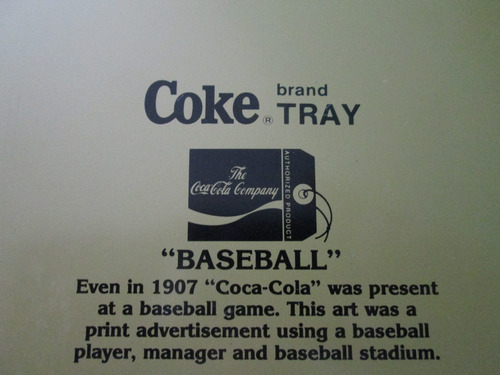 Coke® brand
TRAY
The
Coca-Cola Company
AUTHORIZED PRODUCT
"BASEBALL"
Even in 1907 "Coca-Cola" was present
at a baseball game. This art was a
print advertisement using a baseball
player, manager and baseball stadium.